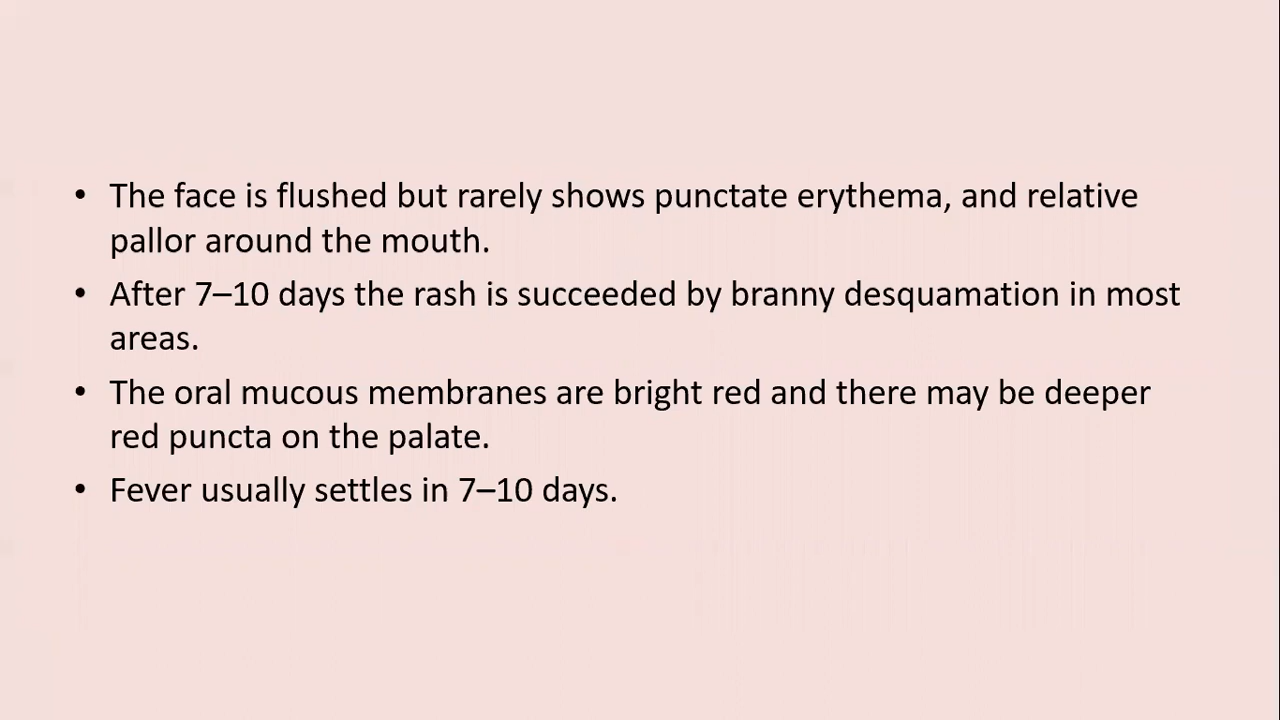 • The face is flushed but rarely shows punctate erythema, and relative
pallor around the mouth.
• After 7–10 days the rash is succeeded by branny desquamation in most
areas.
• The oral mucous membranes are bright red and there may be deeper
red puncta on the palate.
• Fever usually settles in 7–10 days.